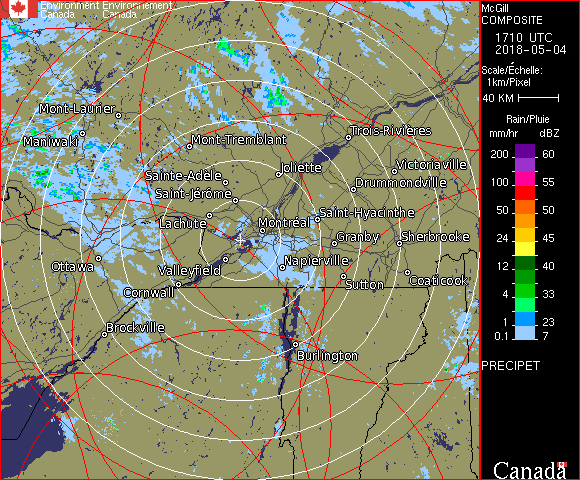 Environment Environnement
Canada Canada
McGill
COMPOSITE
1710 UTC
2018-05-04
Scale/Échelle:
1km/Pixel
40 KM
Rain/Pluie
mm/hr dBZ
200 60
155
100 55
50 50
24 45
12 40
4 33
1 23
0.1 7
PRECIPET
Canada
Mont-Laurier
Maniwaki
Mont-Tremblant
Trois-Rivières
Sainte-Adèle
Joliette
Victoriaville
Saint-Jérôme
Drummondville
Lachute
Montréal
Saint-Hyacinthe
Granby
Sherbrooke
Ottawa
Valleyfield
Napierville
Cornwall
Sutton
Coaticook
Brockville
Burlington